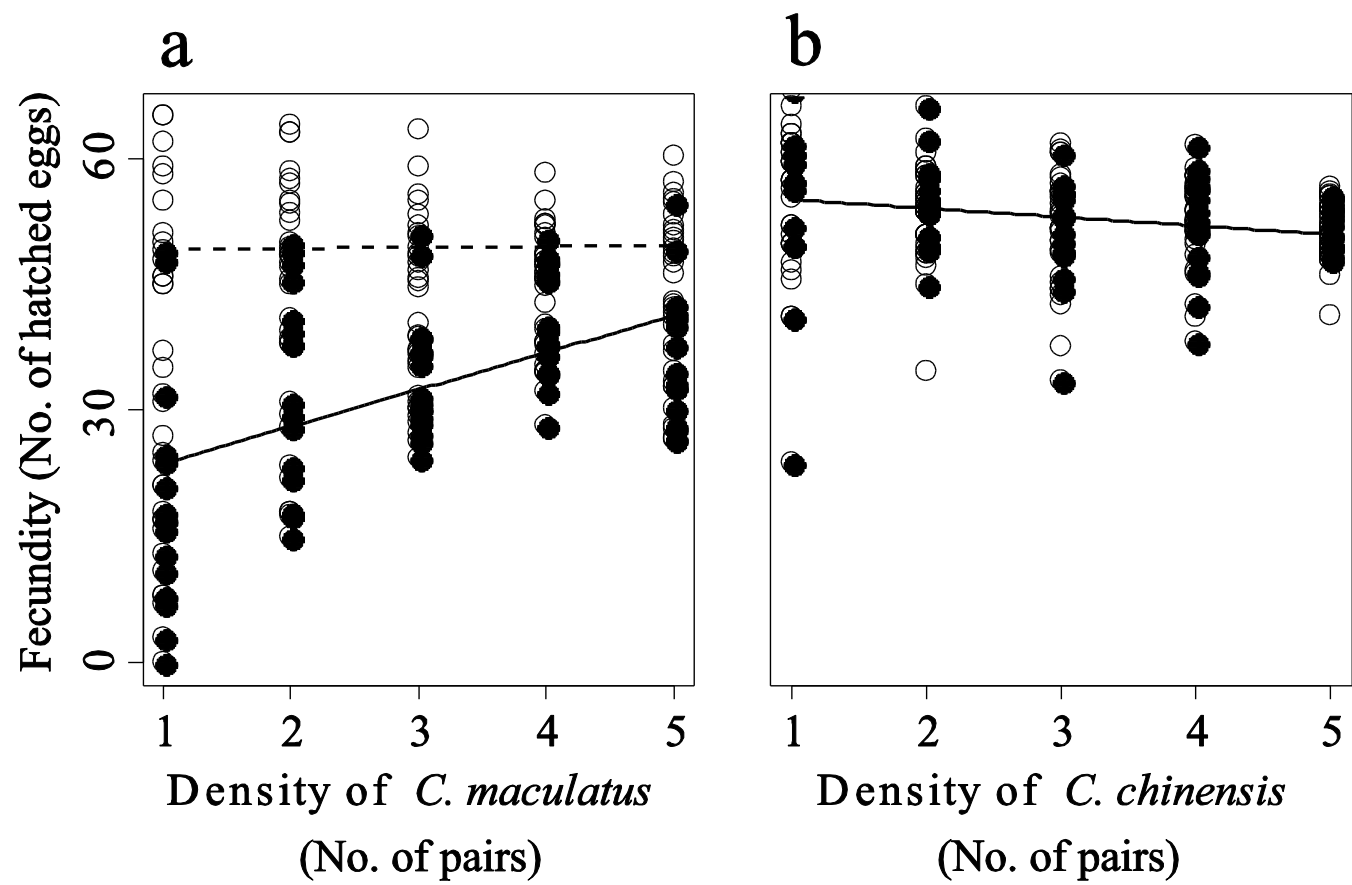 a
b
Fecundity (No. of hatched eggs)
60
30
0
1 2 3 4 5
1 2 3 4 5
Density of C. maculatus
(No. of pairs)
Density of C. chinensis
(No. of pairs)